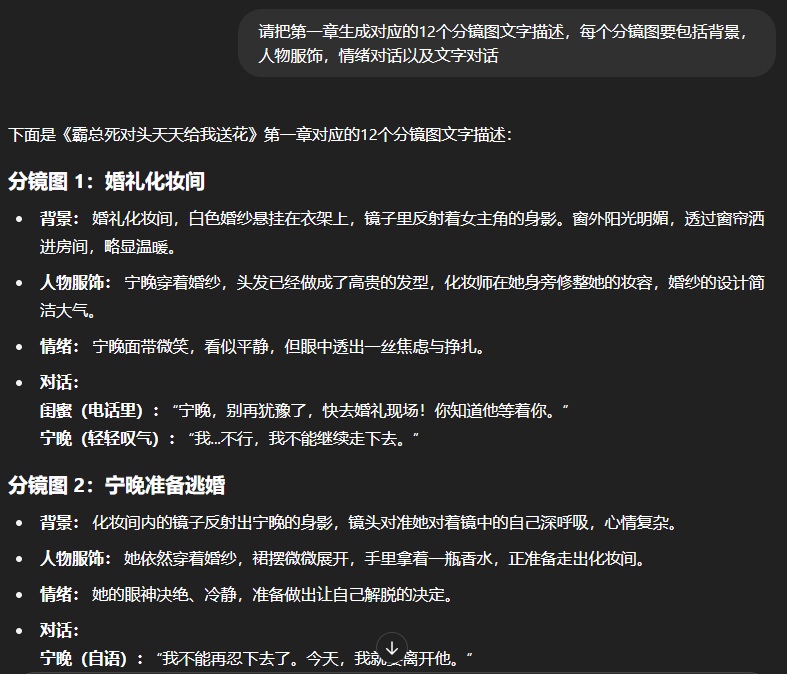 请把第一章生成对应的12个分镜图文字描述，每个分镜图要包括背景，
人物服饰，情绪对话以及文字对话
下面是《霸总死对头天天给我送花》第一章对应的12个分镜图文字描述：
分镜图 1：婚礼化妆间
背景： 婚礼化妆间，白色婚纱悬挂在衣架上，镜子里反射着女主角的身影。窗外阳光明媚，透过窗帘洒
进房间，略显温暖。
人物服饰： 宁晚穿着婚纱，头发已经做成了高贵的发型，化妆师在她身旁修整她的妆容，婚纱的设计简
洁大气。
情绪： 宁晚面带微笑，看似平静，但眼中透出一丝焦虑与挣扎。
对话：
闺蜜（电话里）： “宁晚，别再犹豫了，快去婚礼现场！你知道他等着你。”
宁晚（轻轻叹气）： “我...不行，我不能继续走下去。”
分镜图 2：宁晚准备逃婚
背景： 化妆间内的镜子反射出宁晚的身影，镜头对准她对着镜中的自己深呼吸，心情复杂。
人物服饰： 她依然穿着婚纱，裙摆微微展开，手里拿着一瓶香水，正准备走出化妆间。
情绪： 她的眼神决绝、冷静，准备做出让自己解脱的决定。
对话：
宁晚（自语）： “我不能再忍下去了。今天，我就离开他。”